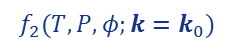 f₂(T, P, ϕ; k = k₀)